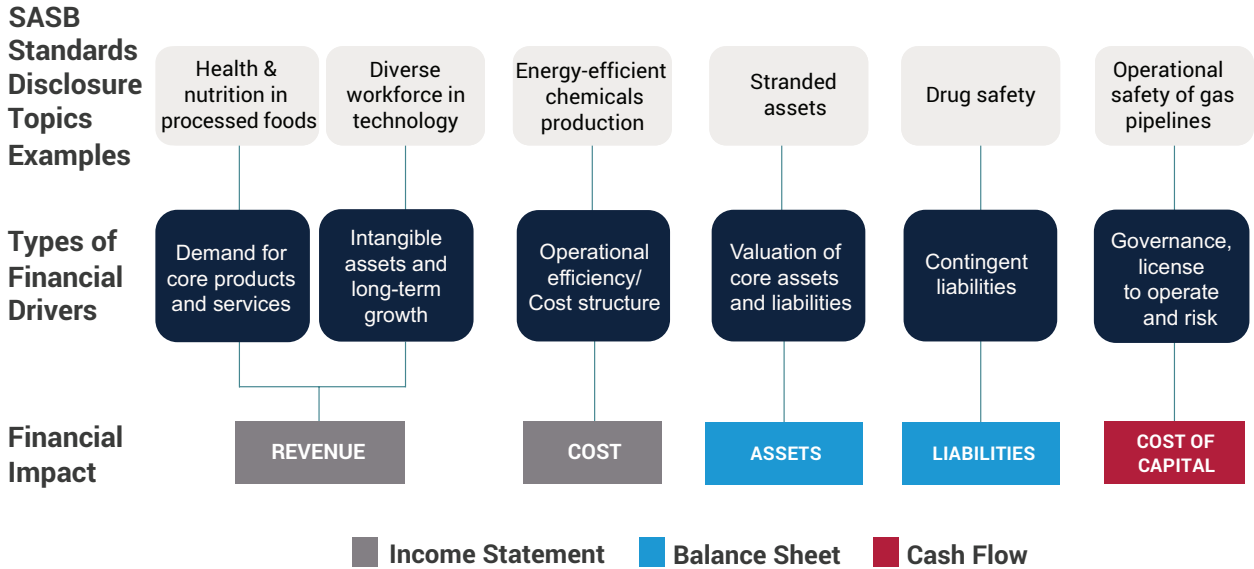 SASB
Standards
Disclosure
Topics
Examples
Health &
nutrition in
processed foods
Diverse
workforce in
technology
Energy-efficient
chemicals
production
Stranded
assets
Drug safety
Operational
safety of gas
pipelines
Types of
Financial
Drivers
Demand for
core products
and services
Intangible
assets and
long-term
growth
Operational
efficiency/
Cost structure
Valuation of
core assets
and liabilities
Contingent
liabilities
Governance,
license
to operate
and risk
Financial
Impact
REVENUE
COST
ASSETS
LIABILITIES
COST OF
CAPITAL
Income Statement
Balance Sheet
Cash Flow